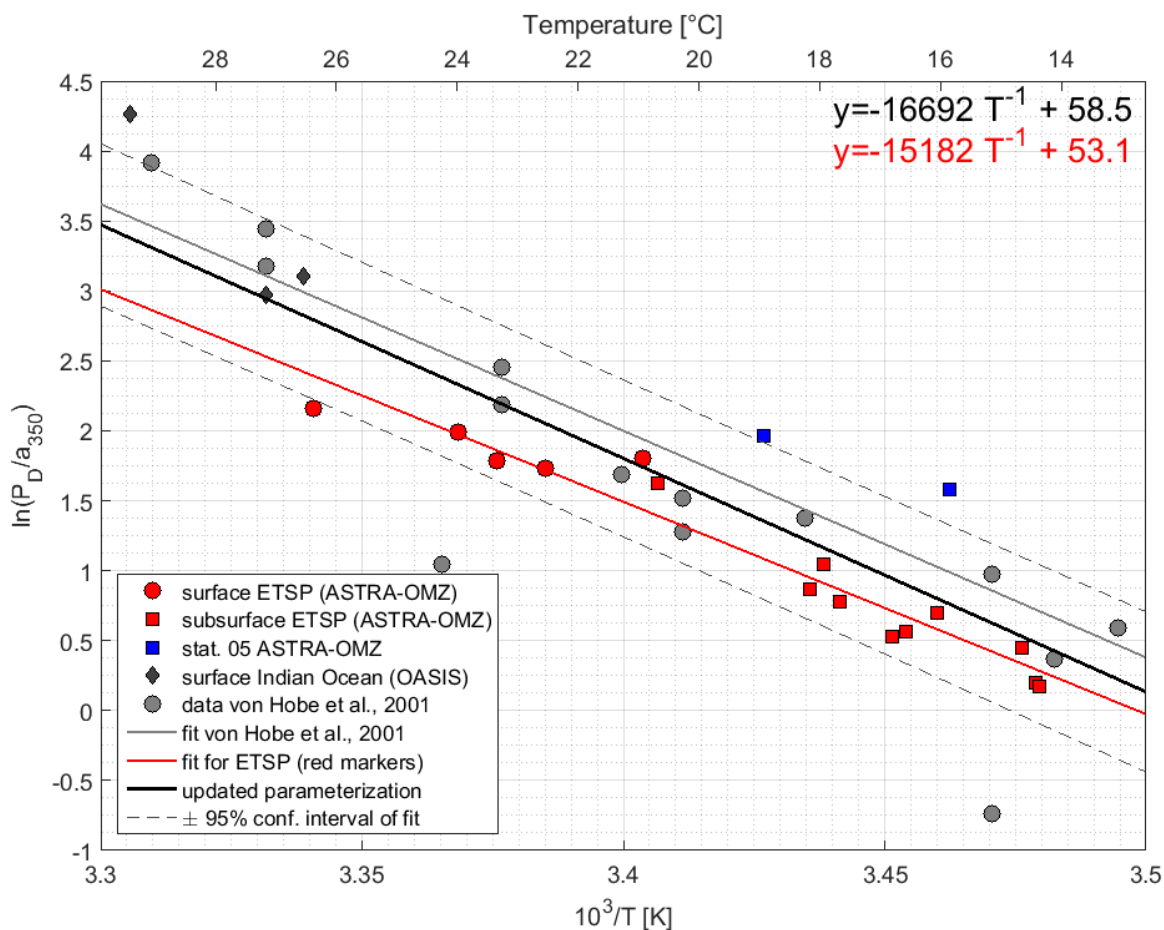 Temperature [°C]
28 26 24 22 20 18 16 14
4.5
4
3.5
3
2.5
2
1.5
1
0.5
0
-0.5
-1
ln(P_D/a_350)
y=-16692 T^-1 + 58.5
y=-15182 T^-1 + 53.1
surface ETSP (ASTRA-OMZ)
subsurface ETSP (ASTRA-OMZ)
stat. 05 ASTRA-OMZ
surface Indian Ocean (OASIS)
data von Hobe et al., 2001
fit von Hobe et al., 2001
fit for ETSP (red markers)
updated parameterization
± 95% conf. interval of fit
3.3 3.35 3.4 3.45 3.5
10^3/T [K]